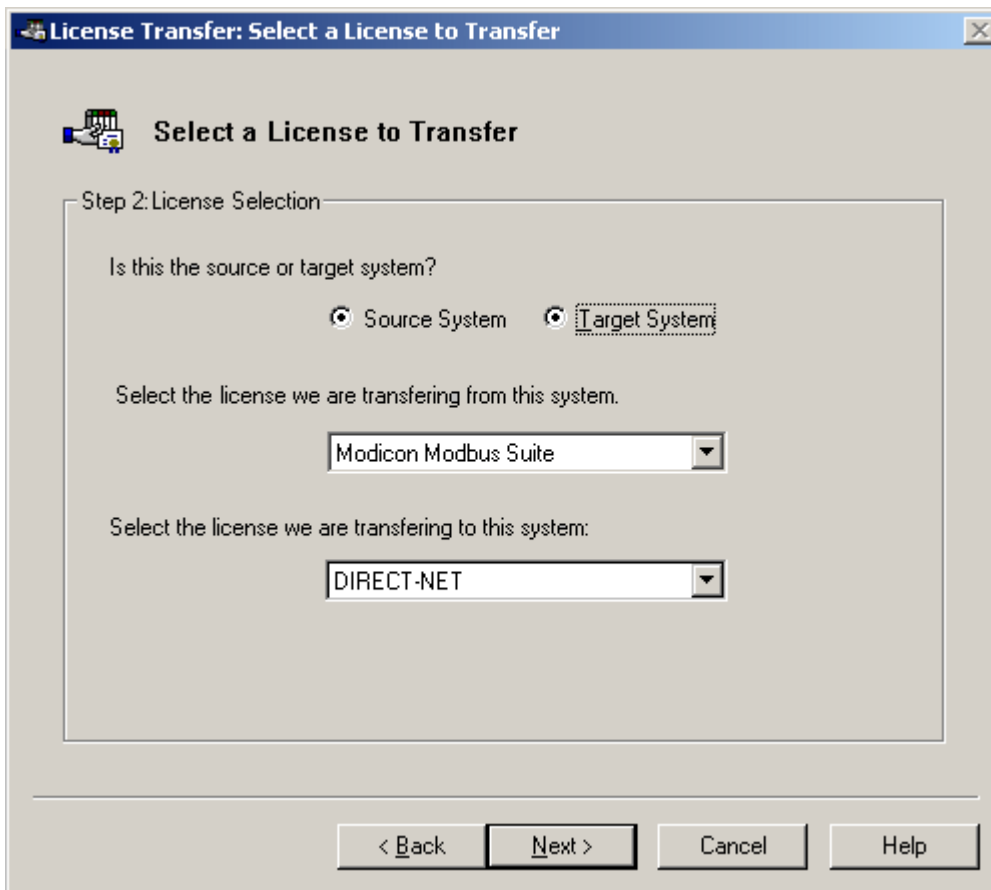 License Transfer: Select a License to Transfer
Select a License to Transfer
Step 2: License Selection
Is this the source or target system?
Source System Target System
Select the license we are transfering from this system.
Modicon Modbus Suite
Select the license we are transfering to this system:
DIRECT-NET
< Back Next > Cancel Help